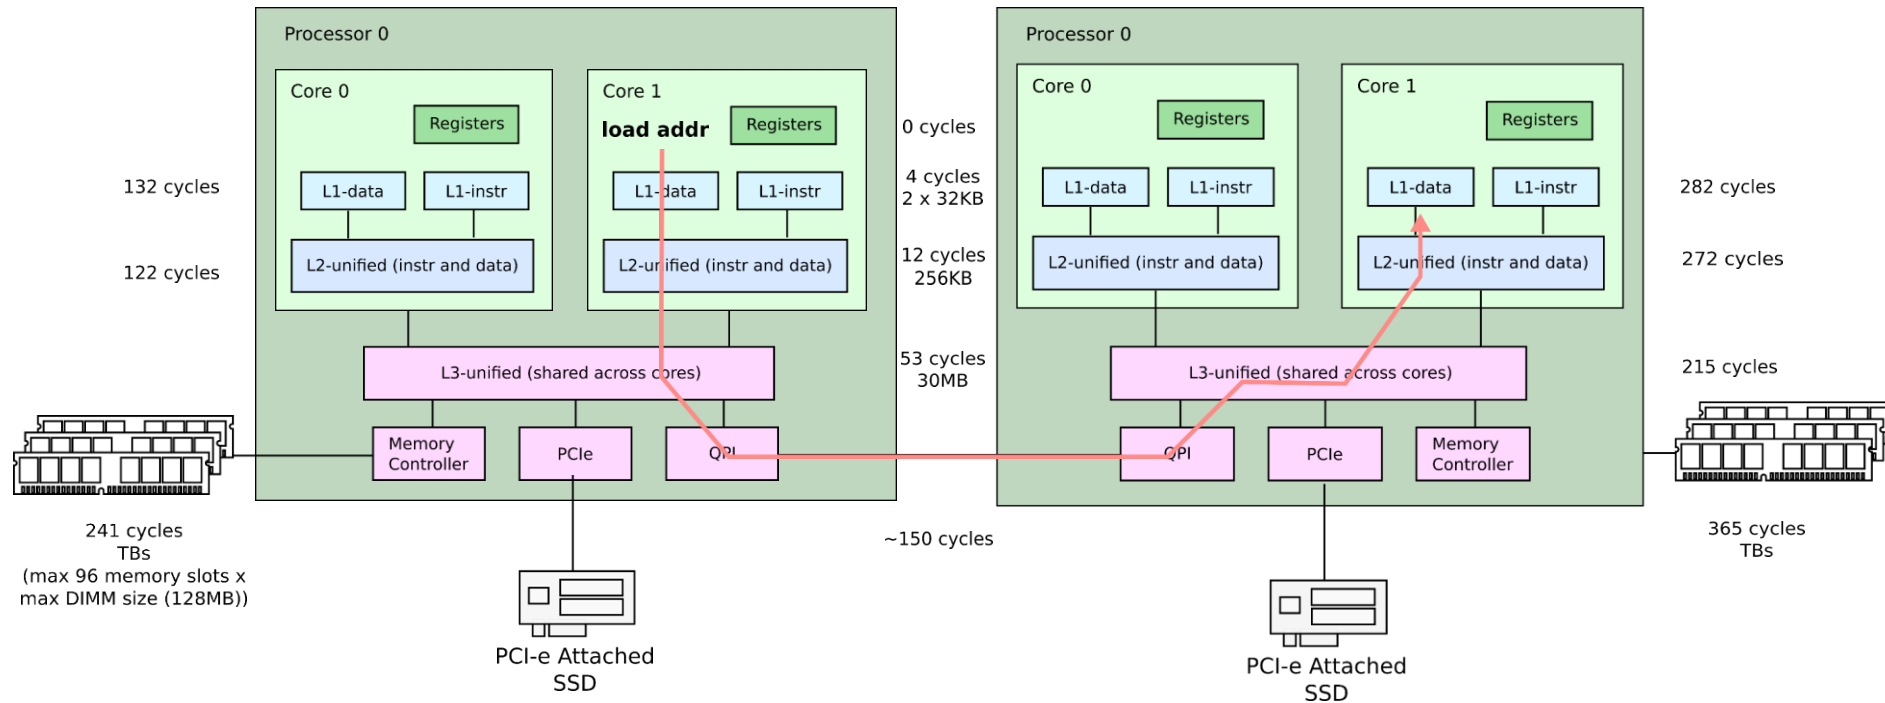 Processor 0
Core 0
Registers
L1-data
L1-instr
L2-unified (instr and data)
Core 1
load addr
Registers
L1-data
L1-instr
L2-unified (instr and data)
L3-unified (shared across cores)
Memory
Controller
PCIe
QPI
132 cycles
122 cycles
241 cycles
TBs
(max 96 memory slots x
max DIMM size (128MB))
PCI-e Attached
SSD
0 cycles
4 cycles
2 x 32KB
12 cycles
256KB
53 cycles
30MB
~150 cycles
Processor 0
Core 0
Registers
L1-data
L1-instr
L2-unified (instr and data)
Core 1
Registers
L1-data
L1-instr
L2-unified (instr and data)
L3-unified (shared across cores)
QPI
PCIe
Memory
Controller
282 cycles
272 cycles
215 cycles
365 cycles
TBs
PCI-e Attached
SSD